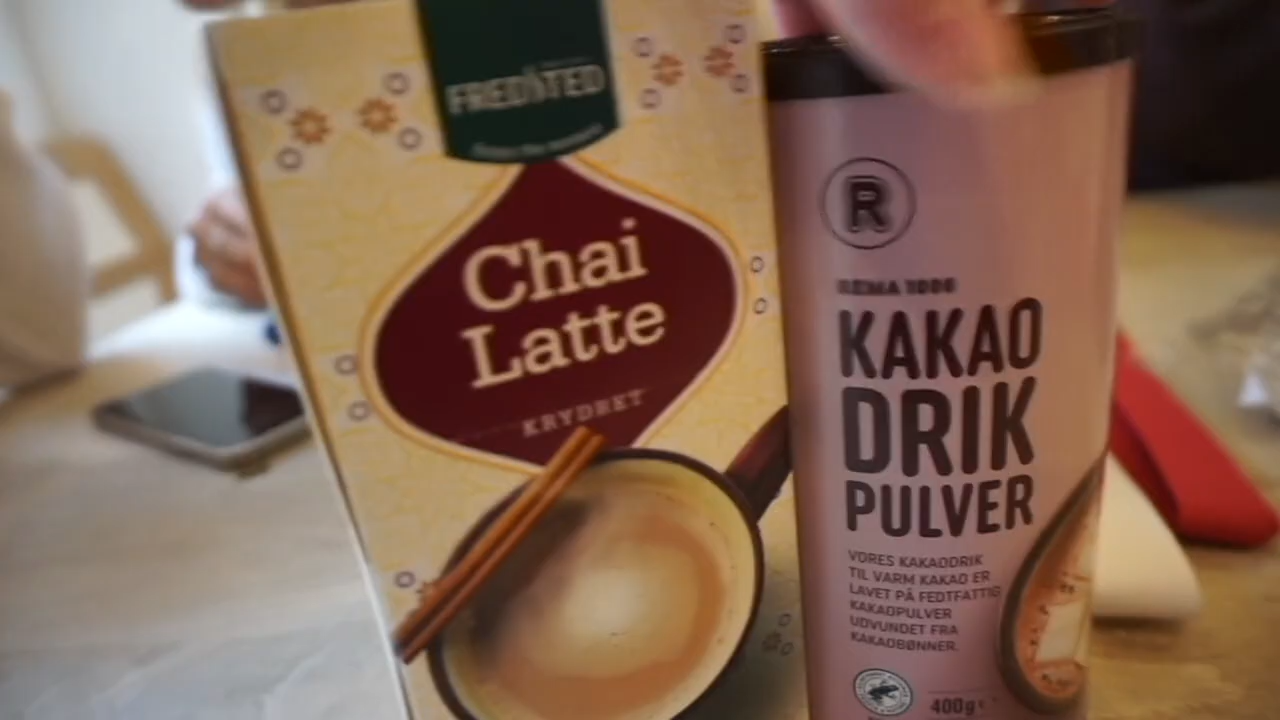 FREDSTED
Chai
Latte
KRYDRET
R
REMA 1000
KAKAO
DRIK
PULVER
VORES KAKAODRIK
TIL VARM KAKAO ER
LAVET PÅ FEDTFATTIG
KAKAOPULVER
UDVUNDET FRA
KAKAOBØNNER.
400g